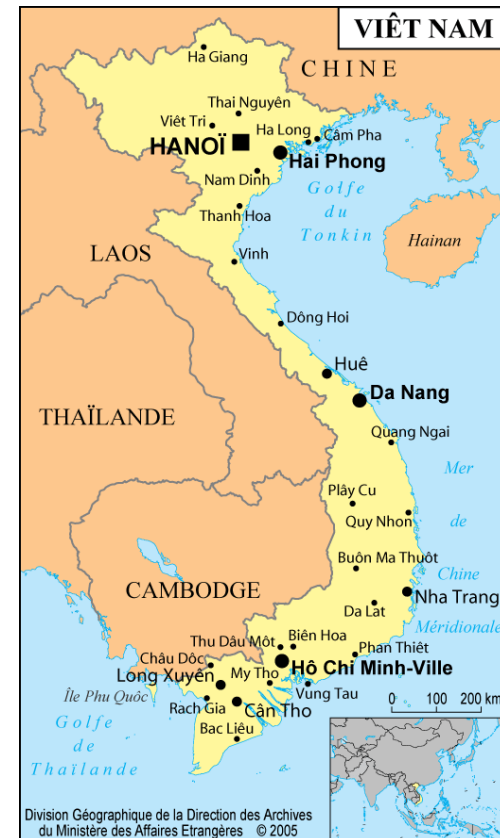 VIÊT NAM
Ha Giang
CHINE
Thai Nguyên
Viêt Tri
Ha Long
Câm Pha
HANOÏ
Hai Phong
Nam Dinh
Golfe
du
Tonkin
Thanh Hoa
Hainan
LAOS
Vinh
Dông Hoi
Huê
Da Nang
THAÏLANDE
Quang Ngai
Mer
de
Chine
Méridionale
Plây Cu
Quy Nhon
Buôn Ma Thuôt
CAMBODGE
Nha Trang
Da Lat
Thu Dâu Môt
Biên Hoa
Phan Thiêt
Châu Dôc
Hô Chi Minh-Ville
Long Xuyên
My Tho
Vung Tau
Île Phu Quôc
Rach Gia
Cân Tho
0 100 200 km
Golfe
de
Thaïlande
Bac Liêu
Division Géographique de la Direction des Archives
du Ministère des Affaires Etrangères © 2005